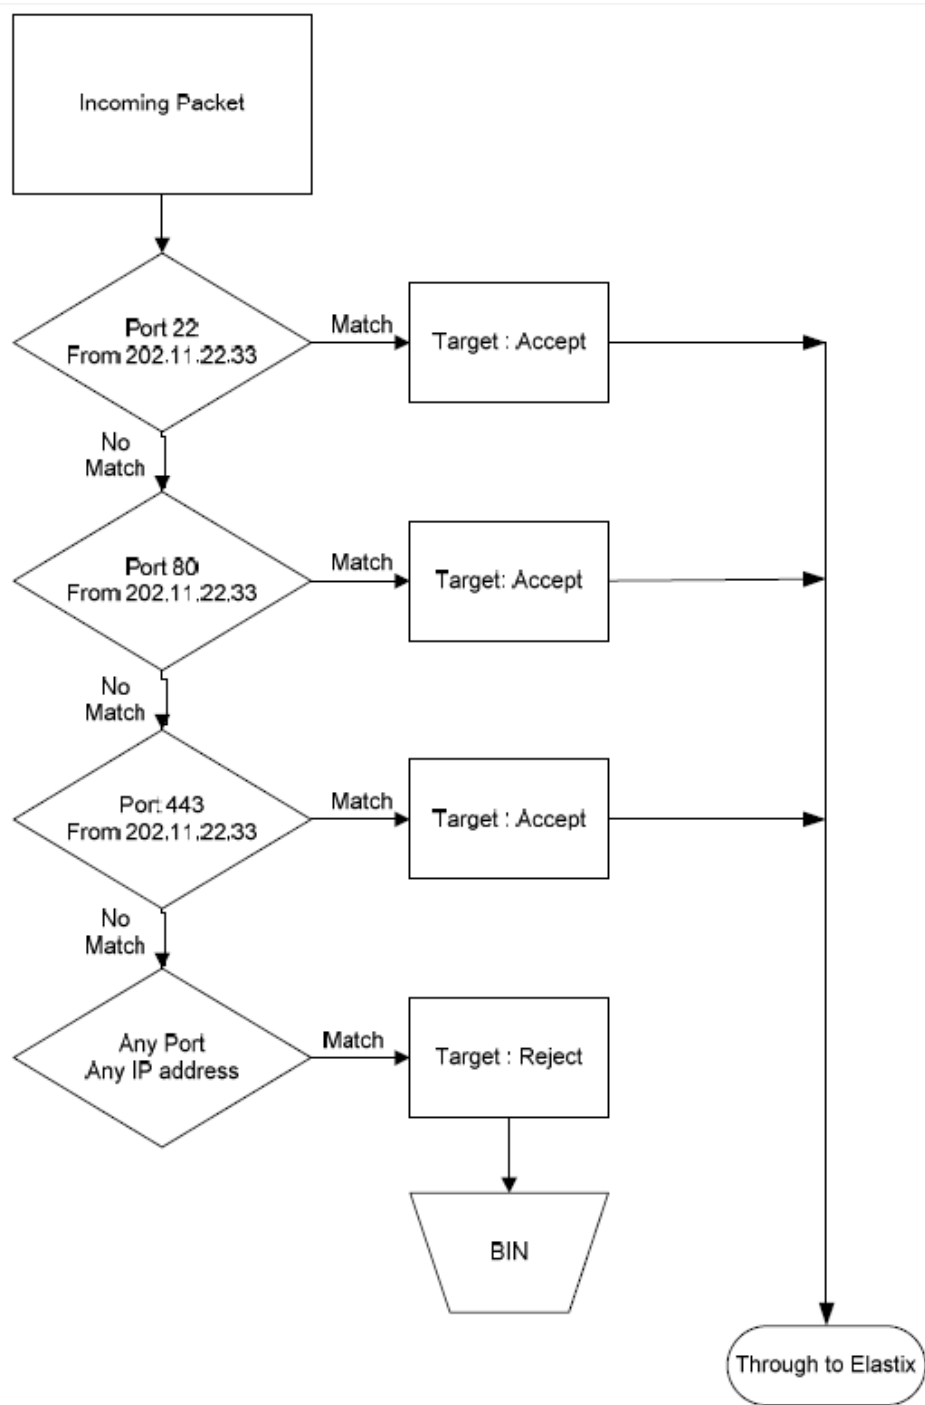 Incoming Packet
Port 22
From 202.11.22.33
Match
Target : Accept
No
Match
Port 80
From 202.11.22.33
Match
Target: Accept
No
Match
Port 443
From 202.11.22.33
Match
Target : Accept
No
Match
Any Port
Any IP address
Match
Target : Reject
BIN
Through to Elastix